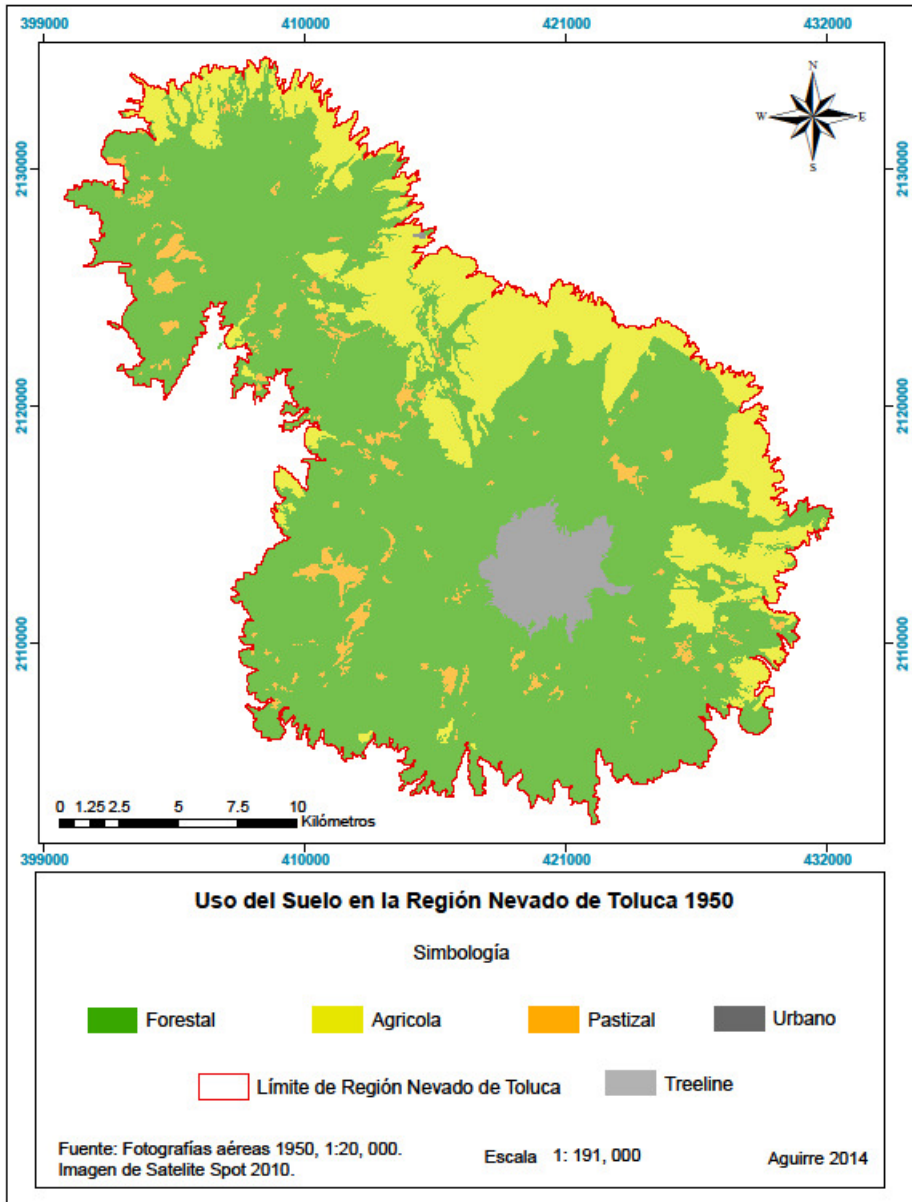 399000 410000 421000 432000
N
W E
S
2130000 2130000
2120000 2120000
2110000 2110000
0 1.25 2.5 5 7.5 10
Kilómetros
399000 410000 421000 432000
Uso del Suelo en la Región Nevado de Toluca 1950
Simbología
Forestal Agricola Pastizal Urbano
Límite de Región Nevado de Toluca Treeline
Fuente: Fotografías aéreas 1950, 1:20, 000. Escala 1: 191, 000 Aguirre 2014
Imagen de Satelite Spot 2010.